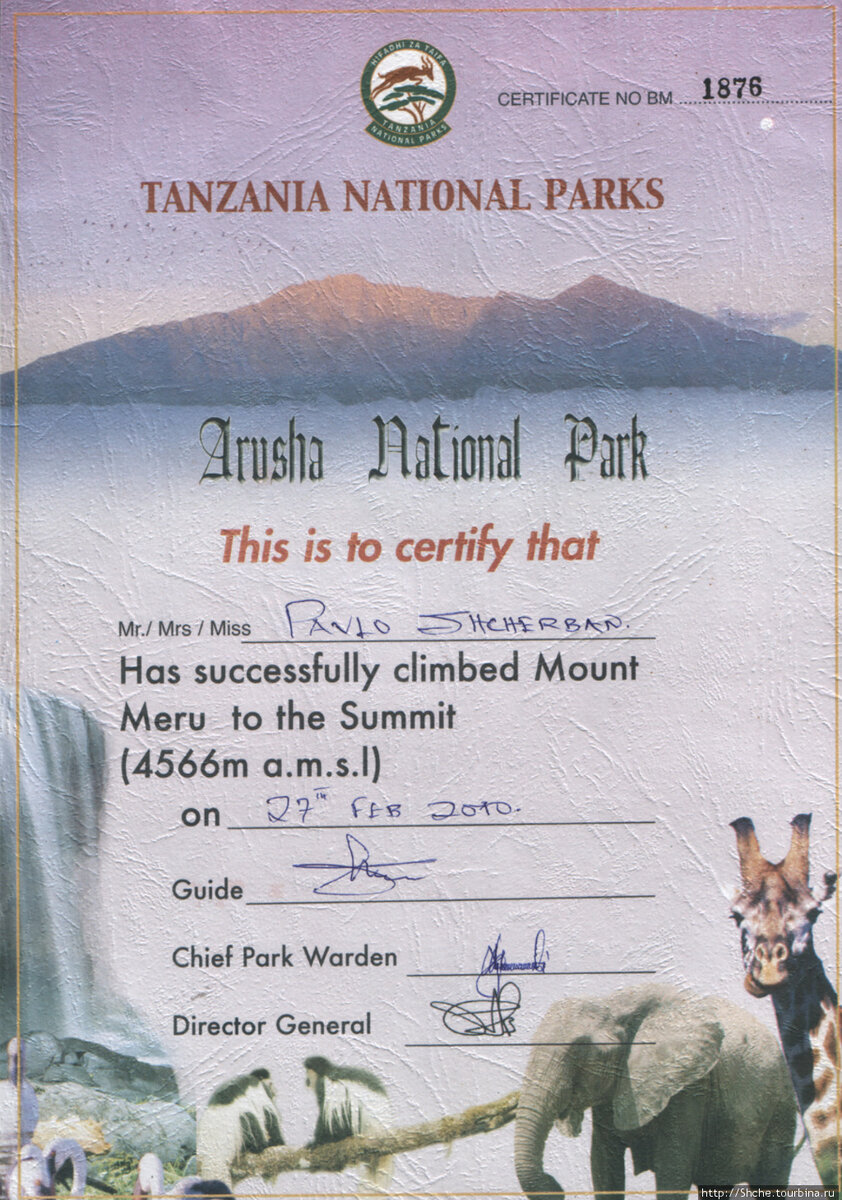 HIFADHI ZA TAIFA
TANZANIA
NATIONAL PARKS
CERTIFICATE NO BM 1876
TANZANIA NATIONAL PARKS
Arusha National Park
This is to certify that
Mr./ Mrs / Miss PAVLO SHCHERBAN.
Has successfully climbed Mount
Meru to the Summit
(4566m a.m.s.l)
on 27TH FEB 2010.
Guide
Chief Park Warden
Director General
http://Shche.tourbina.ru